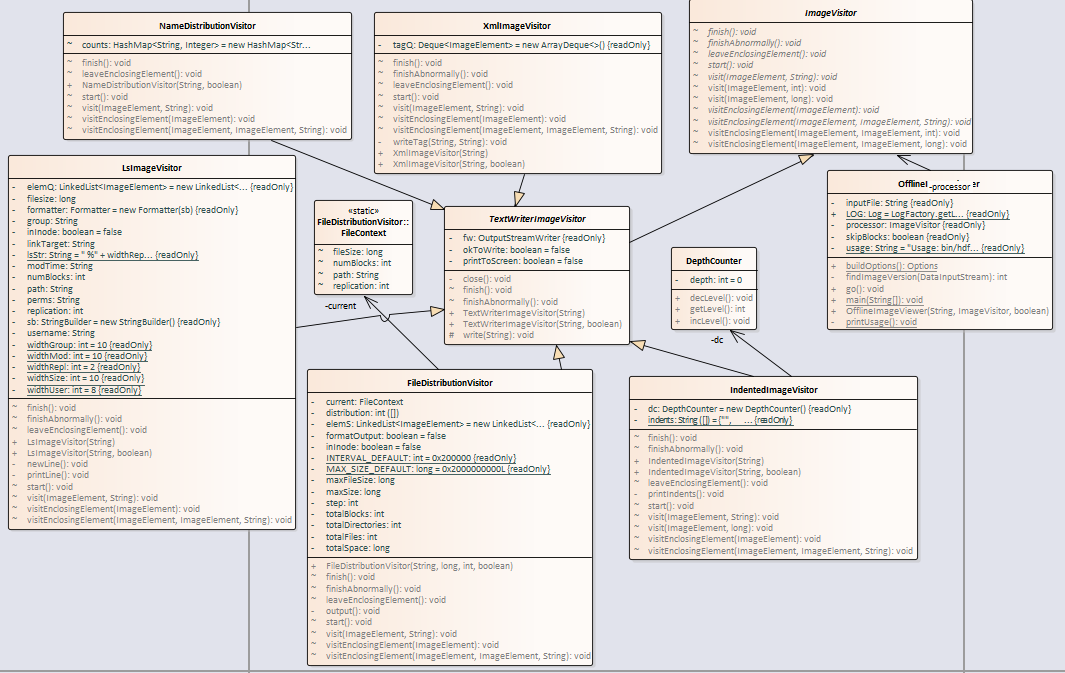 NameDistributionVisitor
~ counts: HashMap<String, Integer> = new HashMap<Str...
~ finish(): void
~ leaveEnclosingElement(): void
+ NameDistributionVisitor(String, boolean)
~ start(): void
~ visit(ImageElement, String): void
~ visitEnclosingElement(ImageElement): void
~ visitEnclosingElement(ImageElement, ImageElement, String): void
XmlImageVisitor
- tagQ: Deque<ImageElement> = new ArrayDeque<>() {readOnly}
~ finish(): void
~ finishAbnormally(): void
~ leaveEnclosingElement(): void
~ start(): void
~ visit(ImageElement, String): void
~ visitEnclosingElement(ImageElement): void
~ visitEnclosingElement(ImageElement, ImageElement, String): void
- writeTag(String, String): void
+ XmlImageVisitor(String)
+ XmlImageVisitor(String, boolean)
ImageVisitor
~ finish(): void
~ finishAbnormally(): void
~ leaveEnclosingElement(): void
~ start(): void
~ visit(ImageElement, String): void
~ visit(ImageElement, int): void
~ visit(ImageElement, long): void
~ visitEnclosingElement(ImageElement): void
~ visitEnclosingElement(ImageElement, ImageElement, String): void
~ visitEnclosingElement(ImageElement, ImageElement, int): void
~ visitEnclosingElement(ImageElement, ImageElement, long): void
LsImageVisitor
- elemQ: LinkedList<ImageElement> = new LinkedList<... {readOnly}
- filesize: long
- formatter: Formatter = new Formatter(sb) {readOnly}
- group: String
- inInode: boolean = false
- linkTarget: String
- lsStr: String = " %" + widthRep... {readOnly}
- modTime: String
- numBlocks: int
- path: String
- perms: String
- replication: int
- sb: StringBuilder = new StringBuilder() {readOnly}
- username: String
- widthGroup: int = 10 {readOnly}
- widthMod: int = 10 {readOnly}
- widthRepl: int = 2 {readOnly}
- widthSize: int = 10 {readOnly}
- widthUser: int = 8 {readOnly}
~ finish(): void
~ finishAbnormally(): void
~ leaveEnclosingElement(): void
+ LsImageVisitor(String)
+ LsImageVisitor(String, boolean)
- newLine(): void
- printLine(): void
~ start(): void
~ visit(ImageElement, String): void
~ visitEnclosingElement(ImageElement): void
~ visitEnclosingElement(ImageElement, ImageElement, String): void
«static»
FileDistributionVisitor::
FileContext
~ fileSize: long
~ numBlocks: int
~ path: String
~ replication: int
-current
TextWriterImageVisitor
- fw: OutputStreamWriter {readOnly}
- okToWrite: boolean = false
- printToScreen: boolean = false
- close(): void
~ finish(): void
~ finishAbnormally(): void
+ TextWriterImageVisitor(String)
+ TextWriterImageVisitor(String, boolean)
# write(String): void
DepthCounter
- depth: int = 0
+ decLevel(): void
+ getLevel(): int
+ incLevel(): void
-dc
-processor
- inputFile: String {readOnly}
+ LOG: Log = LogFactory.getL... {readOnly}
- processor: ImageVisitor {readOnly}
- skipBlocks: boolean {readOnly}
- usage: String = "Usage: bin/hdf... {readOnly}
+ buildOptions(): Options
- findImageVersion(DataInputStream): int
+ go(): void
+ main(String[]): void
+ OfflineImageViewer(String, ImageVisitor, boolean)
- printUsage(): void
FileDistributionVisitor
- current: FileContext
- distribution: int ([])
- elemS: LinkedList<ImageElement> = new LinkedList<... {readOnly}
- formatOutput: boolean = false
- inInode: boolean = false
- INTERVAL_DEFAULT: int = 0x200000 {readOnly}
- MAX_SIZE_DEFAULT: long = 0x2000000000L {readOnly}
- maxFileSize: long
- maxSize: long
- step: int
- totalBlocks: int
- totalDirectories: int
- totalFiles: int
- totalSpace: long
+ FileDistributionVisitor(String, long, int, boolean)
~ finish(): void
~ finishAbnormally(): void
~ leaveEnclosingElement(): void
- output(): void
~ start(): void
~ visit(ImageElement, String): void
~ visitEnclosingElement(ImageElement): void
~ visitEnclosingElement(ImageElement, ImageElement, String): void
IndentedImageVisitor
- dc: DepthCounter = new DepthCounter() {readOnly}
- indents: String ([]) = {"", ... {readOnly}
~ finish(): void
~ finishAbnormally(): void
+ IndentedImageVisitor(String)
+ IndentedImageVisitor(String, boolean)
~ leaveEnclosingElement(): void
- printIndents(): void
~ start(): void
~ visit(ImageElement, String): void
~ visit(ImageElement, long): void
~ visitEnclosingElement(ImageElement): void
~ visitEnclosingElement(ImageElement, ImageElement, String): void